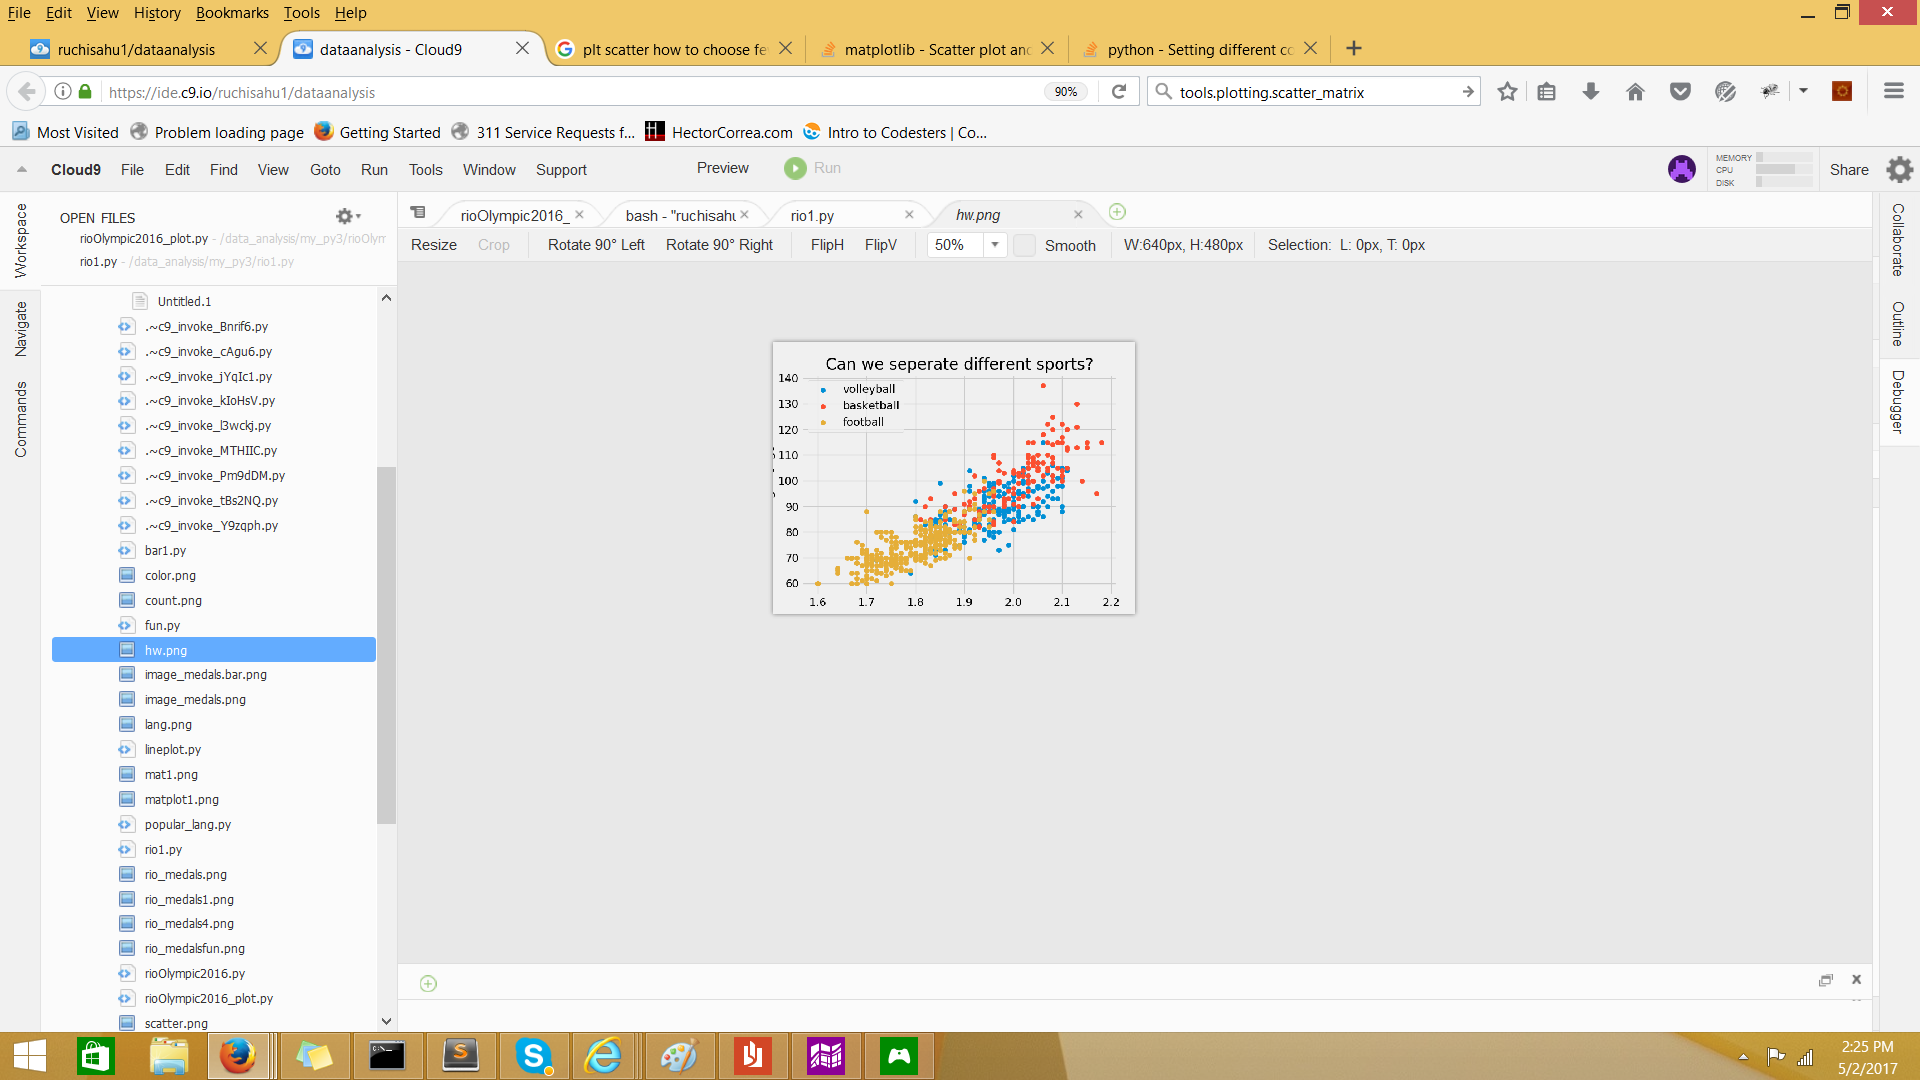 File Edit View History Bookmarks Tools Help
ruchisahu1/dataanalysis
dataanalysis - Cloud9
plt scatter how to choose fe
matplotlib - Scatter plot and
python - Setting different co
https://ide.c9.io/ruchisahu1/dataanalysis
90%
tools.plotting.scatter_matrix
Most Visited
Problem loading page
Getting Started
311 Service Requests f...
HectorCorrea.com
Intro to Codesters | Co...
Cloud9 File Edit Find View Goto Run Tools Window Support
Preview
Run
MEMORY
CPU
DISK
Share
Workspace
Navigate
Commands
OPEN FILES
rioOlympic2016_plot.py - /data_analysis/my_py3/rioOlym
rio1.py - /data_analysis/my_py3/rio1.py
Untitled.1
.~c9_invoke_Bnrif6.py
.~c9_invoke_cAgu6.py
.~c9_invoke_jYqIc1.py
.~c9_invoke_kIoHsV.py
.~c9_invoke_l3wckj.py
.~c9_invoke_MTHIIC.py
.~c9_invoke_Pm9dDM.py
.~c9_invoke_tBs2NQ.py
.~c9_invoke_Y9zqph.py
bar1.py
color.png
count.png
fun.py
hw.png
image_medals.bar.png
image_medals.png
lang.png
lineplot.py
mat1.png
matplot1.png
popular_lang.py
rio1.py
rio_medals.png
rio_medals1.png
rio_medals4.png
rio_medalsfun.png
rioOlympic2016.py
rioOlympic2016_plot.py
scatter.png
rioOlympic2016_
bash - "ruchisahu
rio1.py
hw.png
Resize Crop Rotate 90° Left Rotate 90° Right FlipH FlipV 50% Smooth W:640px, H:480px Selection: L: 0px, T: 0px
Can we seperate different sports?
volleyball
basketball
football
140
130
120
110
100
90
80
70
60
1.6 1.7 1.8 1.9 2.0 2.1 2.2
Collaborate
Outline
Debugger
2:25 PM
5/2/2017